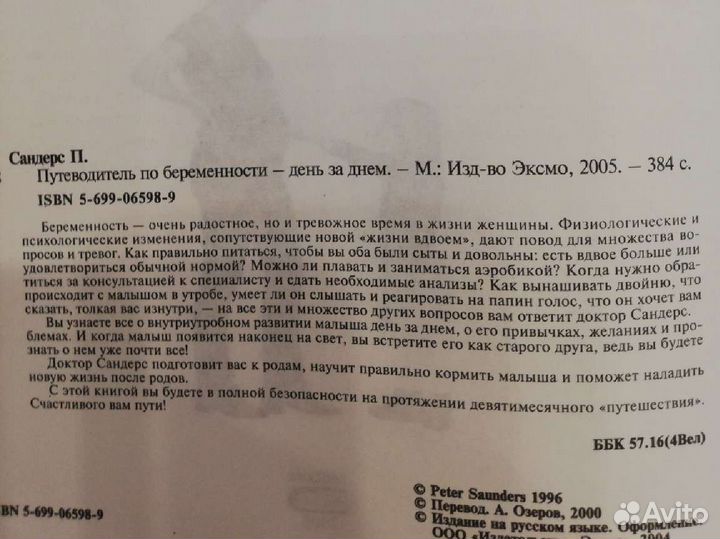 Сандерс П.
Путеводитель по беременности — день за днем. — М.: Изд-во Эксмо, 2005. — 384 с.
ISBN 5-699-06598-9
Беременность — очень радостное, но и тревожное время в жизни женщины. Физиологические и
психологические изменения, сопутствующие новой «жизни вдвоем», дают повод для множества во-
просов и тревог. Как правильно питаться, чтобы вы оба были сыты и довольны: есть вдвое больше или
удовлетвориться обычной нормой? Можно ли плавать и заниматься аэробикой? Когда нужно обра-
титься за консультацией к специалисту и сдать необходимые анализы? Как вынашивать двойню, что
происходит с малышом в утробе, умеет ли он слышать и реагировать на папин голос, что он хочет вам
сказать, толкая вас изнутри, — на все эти и множество других вопросов вам ответит доктор Сандерс.
Вы узнаете все о внутриутробном развитии малыша день за днем, о его привычках, желаниях и про-
блемах. И когда малыш появится наконец на свет, вы встретите его как старого друга, ведь вы будете
знать о нем уже почти все!
Доктор Сандерс подготовит вас к родам, научит правильно кормить малыша и поможет наладить
новую жизнь после родов.
С этой книгой вы будете в полной безопасности на протяжении девятимесячного «путешествия».
Счастливого вам пути!
ББК 57.16(4Вел)
© Peter Saunders 1996
© Перевод. А. Озеров, 2000
© Издание на русском языке. Оформление.
BN 5-699-06598-9
ООО «Издательство 2004
Avito